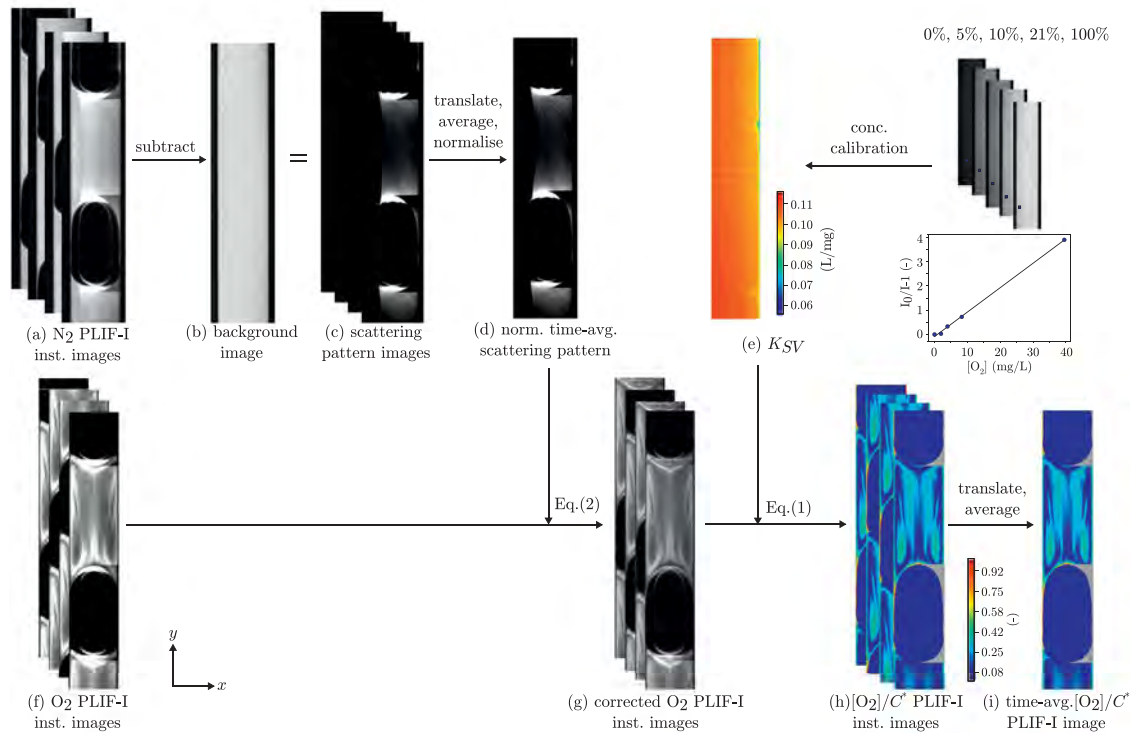 0%, 5%, 10%, 21%, 100%
subtract
=
translate,
average,
normalise
conc.
calibration
0.11
0.10
0.09
0.08
0.07
0.06
(L/mg)
4
3
2
1
0
I0/I-1 (-)
0 10 20 30 40
[O2] (mg/L)
(a) N2 PLIF-I
inst. images
(b) background
image
(c) scattering
pattern images
(d) norm. time-avg.
scattering pattern
(e) KSV
Eq.(2)
Eq.(1)
translate,
average
0.92
0.75
0.58
0.42
0.25
0.08
(-)
y
x
(f) O2 PLIF-I
inst. images
(g) corrected O2 PLIF-I
inst. images
(h)[O2]/C* PLIF-I
inst. images
(i) time-avg.[O2]/C*
PLIF-I image